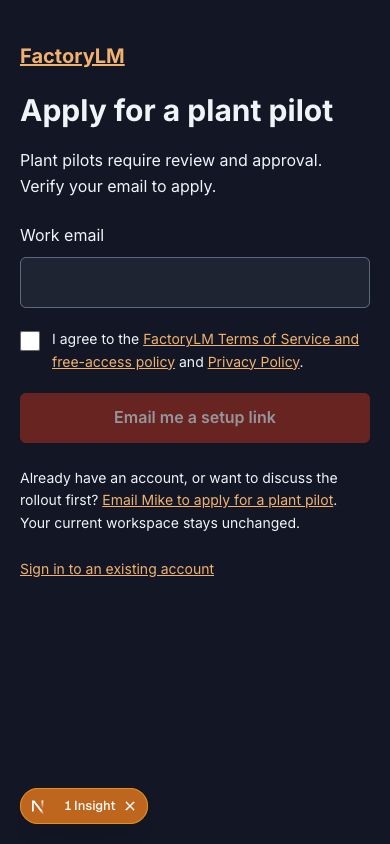 FactoryLM
Apply for a plant pilot
Plant pilots require review and approval.
Verify your email to apply.
Work email
I agree to the FactoryLM Terms of Service and
free-access policy and Privacy Policy.
Email me a setup link
Already have an account, or want to discuss the
rollout first? Email Mike to apply for a plant pilot.
Your current workspace stays unchanged.
Sign in to an existing account
N 1 Insight ×